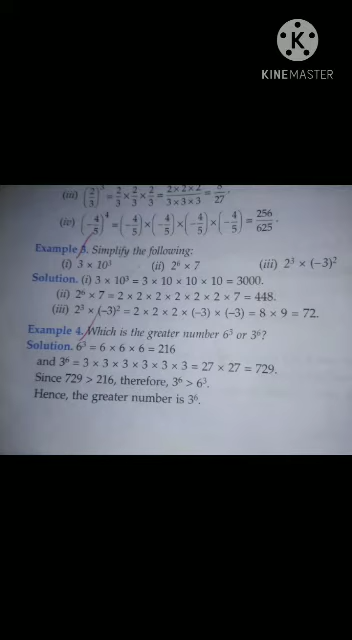 K
KINEMASTER
(iii) (2/3)³ = 2/3 × 2/3 × 2/3 = 2 × 2 × 2 / 3 × 3 × 3 = 8/27.
(iv) (-4/5)⁴ = (-4/5) × (-4/5) × (-4/5) × (-4/5) = 256/625.
Example 3. Simplify the following:
(i) 3 × 10³ (ii) 2⁶ × 7 (iii) 2³ × (–3)²
Solution. (i) 3 × 10³ = 3 × 10 × 10 × 10 = 3000.
(ii) 2⁶ × 7 = 2 × 2 × 2 × 2 × 2 × 2 × 7 = 448.
(iii) 2³ × (–3)² = 2 × 2 × 2 × (–3) × (–3) = 8 × 9 = 72.
Example 4. Which is the greater number 6³ or 3⁶?
Solution. 6³ = 6 × 6 × 6 = 216
and 3⁶ = 3 × 3 × 3 × 3 × 3 × 3 = 27 × 27 = 729.
Since 729 > 216, therefore, 3⁶ > 6³.
Hence, the greater number is 3⁶.